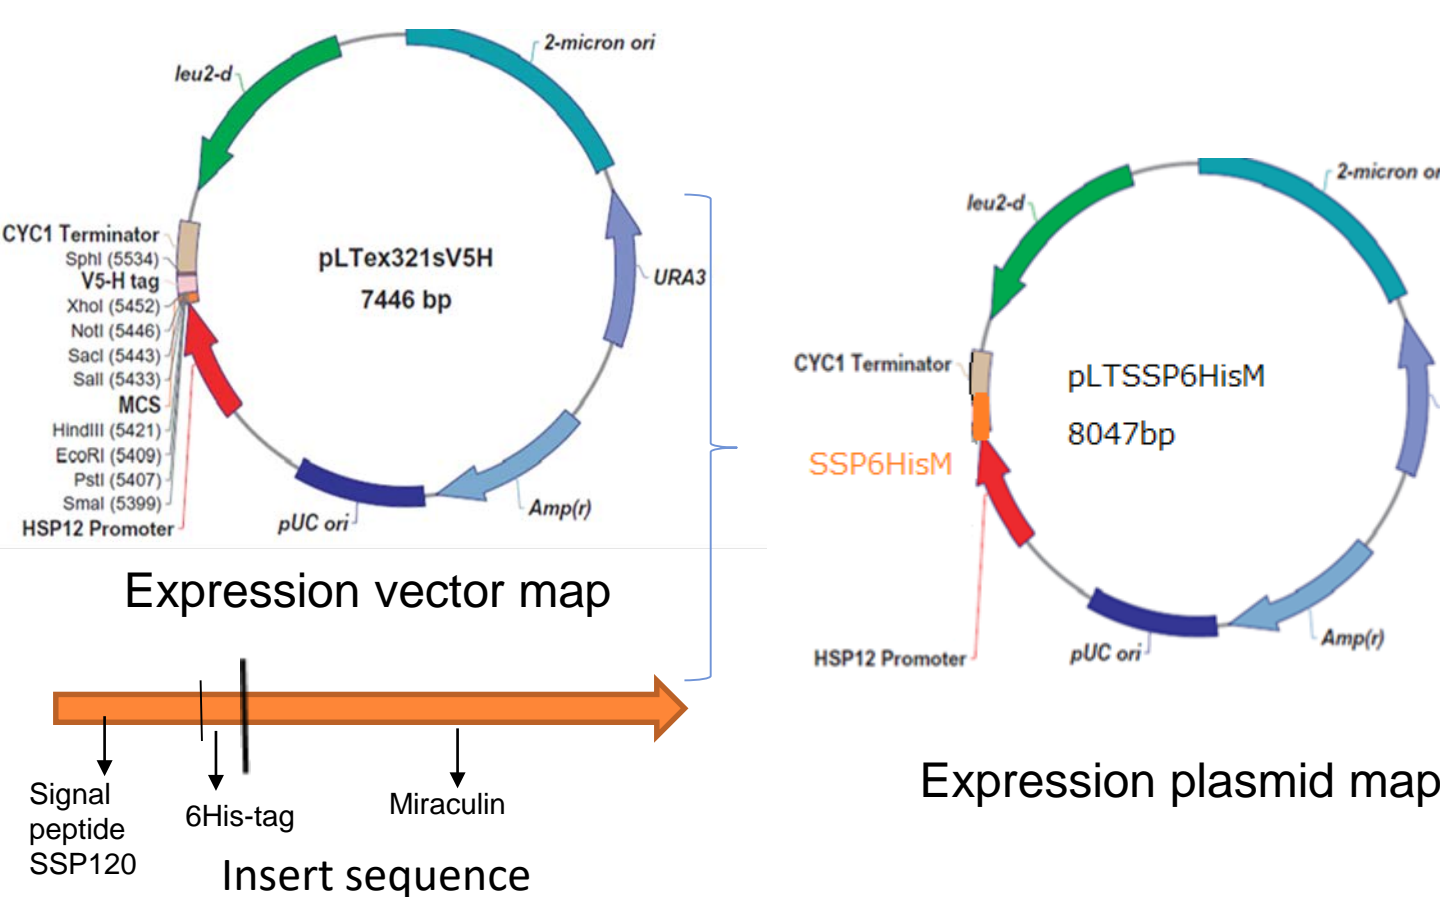 2-micron ori
leu2-d
CYC1 Terminator
SphI (5534)
V5-H tag
XhoI (5452)
NotI (5446)
SacI (5443)
SalI (5433)
MCS
HindIII (5421)
EcoRI (5409)
PstI (5407)
SmaI (5399)
HSP12 Promoter
pLTex321sV5H
7446 bp
URA3
Amp(r)
pUC ori
Expression vector map
Signal
peptide
SSP120
6His-tag
Miraculin
Insert sequence
2-micron or
leu2-d
CYC1 Terminator
pLTSSP6HisM
8047bp
SSP6HisM
HSP12 Promoter
pUC ori
Amp(r)
Expression plasmid map